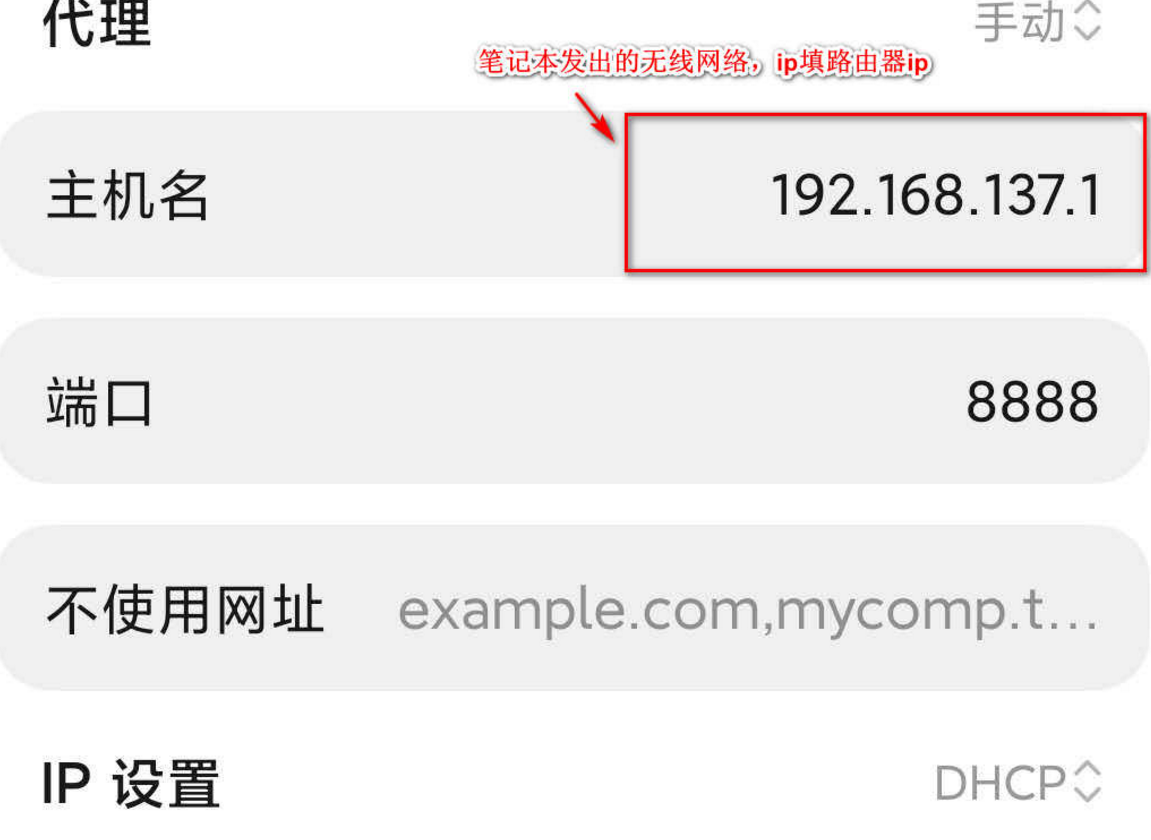 代理 手动
笔记本发出的无线网络，ip填路由器ip
主机名 192.168.137.1
端口 8888
不使用网址 example.com,mycomp.t...
IP 设置 DHCP